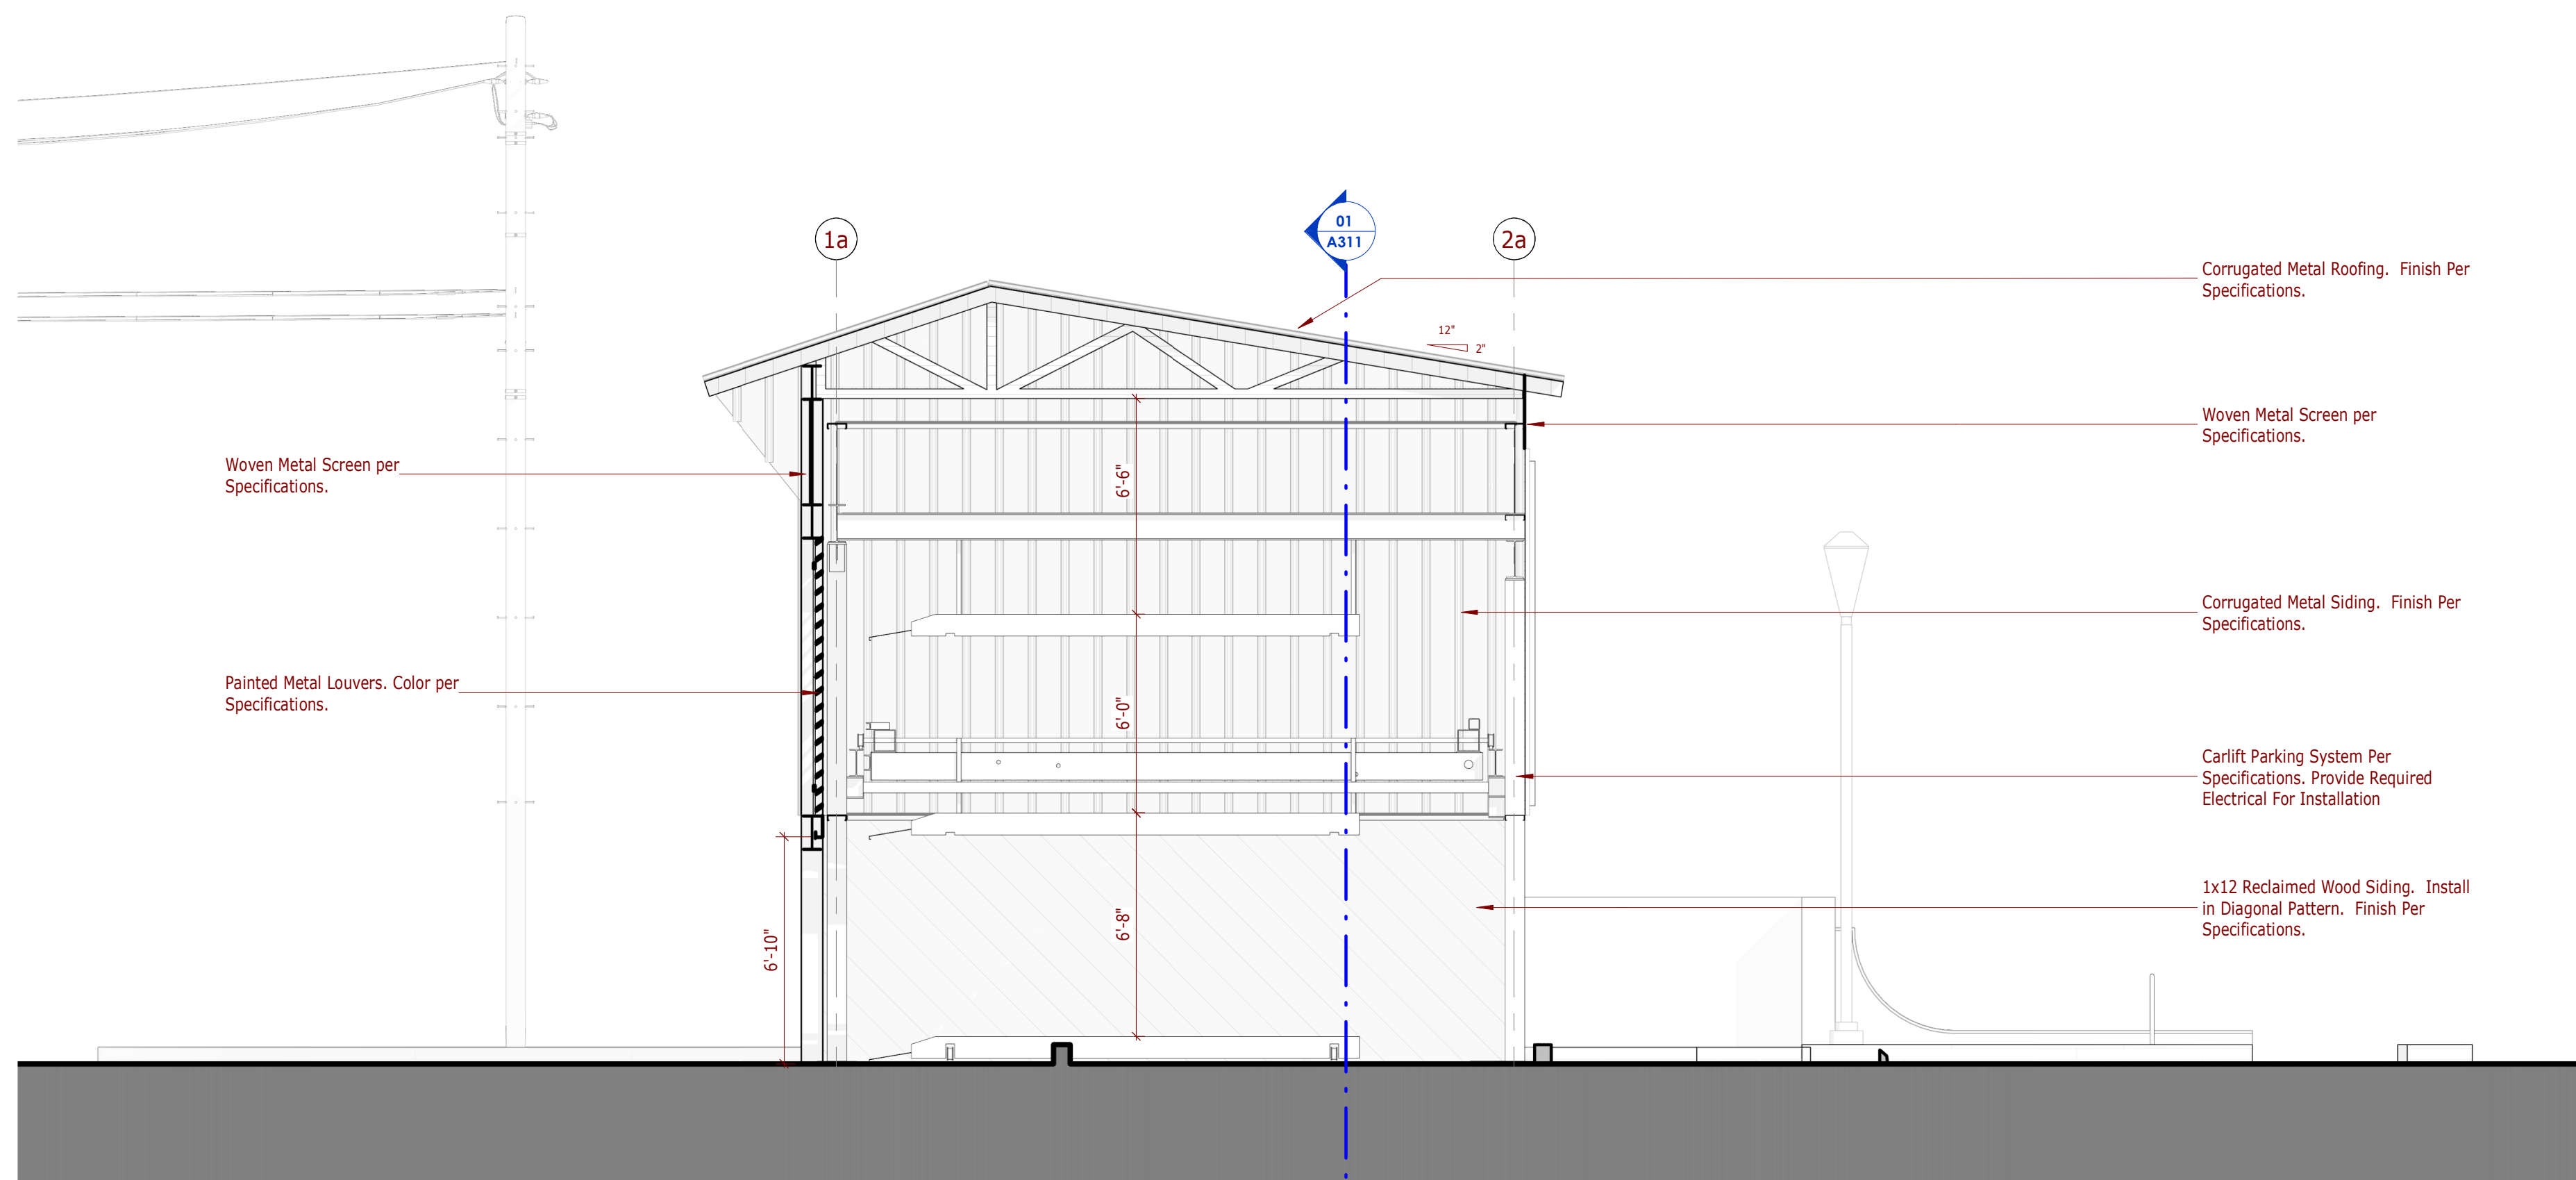 1a
01
A311
2a
Corrugated Metal Roofing.  Finish Per
Specifications.
12"
2"
Woven Metal Screen per
Specifications.
Woven Metal Screen per
Specifications.
6'-6"
Corrugated Metal Siding.  Finish Per
Specifications.
Painted Metal Louvers. Color per
Specifications.
6'-0"
Carlift Parking System Per
Specifications. Provide Required
Electrical For Installation
1x12 Reclaimed Wood Siding.  Install
in Diagonal Pattern.  Finish Per
Specifications.
6'-8"
6'-10"